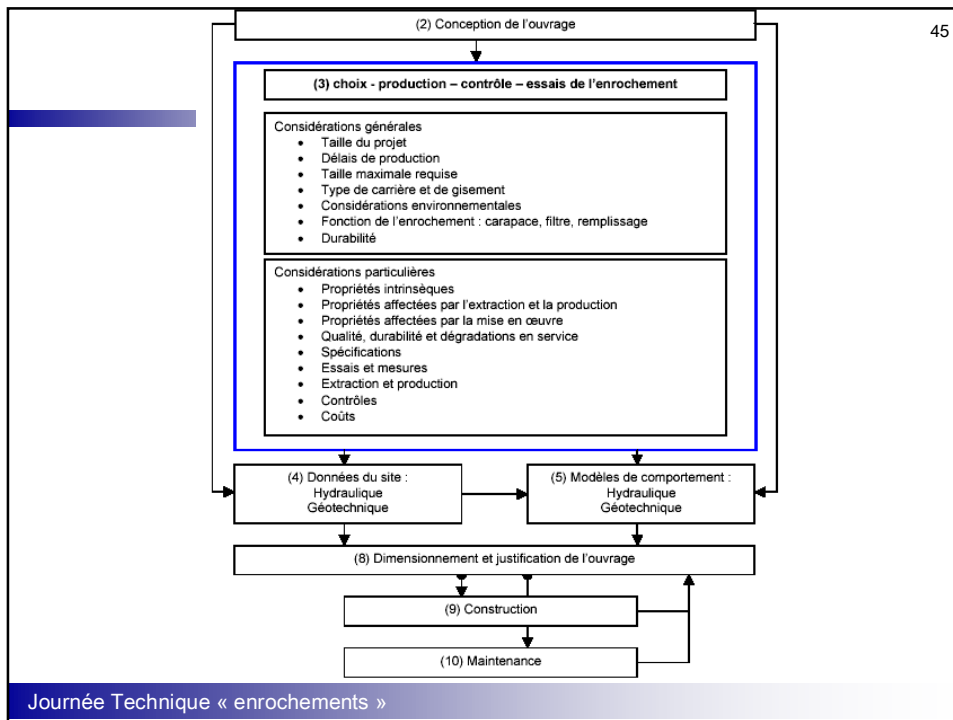 (2) Conception de l'ouvrage
45
(3) choix - production – contrôle – essais de l'enrochement
Considérations générales
• Taille du projet
• Délais de production
• Taille maximale requise
• Type de carrière et de gisement
• Considérations environnementales
• Fonction de l'enrochement : carapace, filtre, remplissage
• Durabilité
Considérations particulières
• Propriétés intrinsèques
• Propriétés affectées par l'extraction et la production
• Propriétés affectées par la mise en œuvre
• Qualité, durabilité et dégradations en service
• Spécifications
• Essais et mesures
• Extraction et production
• Contrôles
• Coûts
(4) Données du site :
Hydraulique
Géotechnique
(5) Modèles de comportement :
Hydraulique
Géotechnique
(8) Dimensionnement et justification de l'ouvrage
(9) Construction
(10) Maintenance
Journée Technique « enrochements »